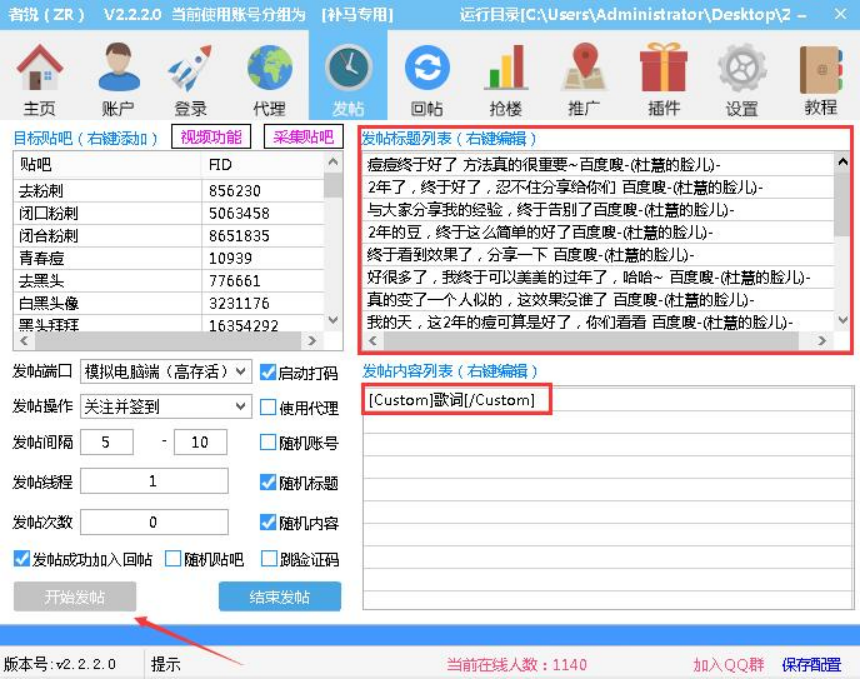 者锐（ZR） V2.2.2.0 当前使用账号分组为 [补马专用] 运行目录[C:\Users\Administrator\Desktop\Z
主页 账户 登录 代理 发帖 回帖 抢楼 推广 插件 设置 教程
目标贴吧（右键添加） 视频功能 采集贴吧
贴吧 FID
去粉刺 856230
闭口粉刺 5063458
闭合粉刺 8651835
青春痘 10939
去黑头 776661
白黑头像 3231176
黑头拜拜 16354292
发帖标题列表（右键编辑）
痘痘终于好了 方法真的很重要~百度嗖-(杜慧的脸儿)-
2年了，终于好了，忍不住分享给你们 百度嗖-(杜慧的脸儿)-
与大家分享我的经验，终于告别了百度嗖-(杜慧的脸儿)-
2年的豆，终于这么简单的好了百度嗖-(杜慧的脸儿)-
终于看到效果了，分享一下 百度嗖-(杜慧的脸儿)-
好很多了，我终于可以美美的过年了，哈哈~ 百度嗖-(杜慧的脸儿)-
真的变了一个人似的，这效果没谁了 百度嗖-(杜慧的脸儿)-
我的天，这2年的痘可算是好了，你们看看 百度嗖-(杜慧的脸儿)-
发帖端口 模拟电脑端（高存活） 启动打码
发帖操作 关注并签到 使用代理
发帖间隔 5 - 10 随机账号
发帖线程 1 随机标题
发帖次数 0 随机内容
发帖成功加入回帖 随机贴吧 跳验证码
开始发帖 结束发帖
发帖内容列表（右键编辑）
[Custom]歌词[/Custom]
版本号:v2.2.2.0 提示 当前在线人数：1140 加入QQ群 保存配置